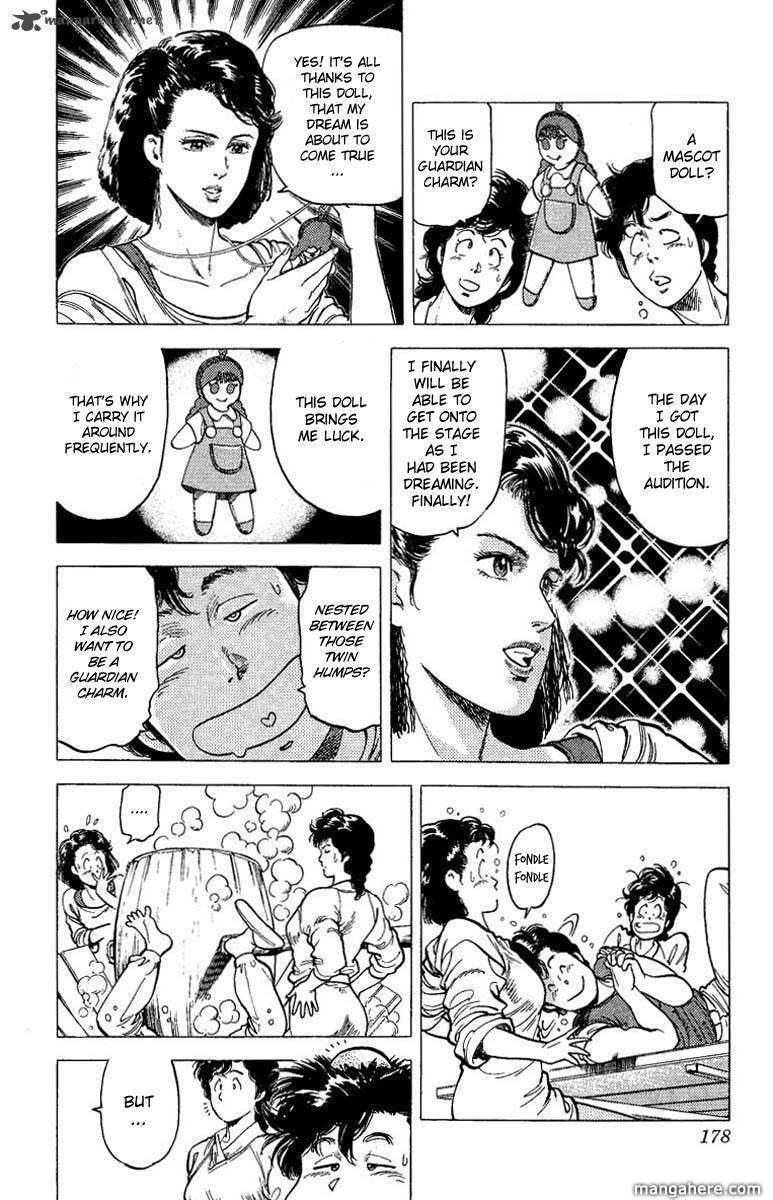 mangareader.net
A
MASCOT
DOLL?
THIS IS
YOUR
GUARDIAN
CHARM?
YES! IT'S ALL
THANKS TO
THIS DOLL,
THAT MY
DREAM IS
ABOUT TO
COME TRUE
...
THE DAY
I GOT
THIS DOLL,
I PASSED
THE
AUDITION.
I FINALLY
WILL BE
ABLE TO
GET ONTO
THE STAGE
AS I
HAD BEEN
DREAMING.
FINALLY!
THIS DOLL
BRINGS
ME LUCK.
THAT'S WHY
I CARRY IT
AROUND
FREQUENTLY.
NESTED
BETWEEN
THOSE
TWIN
HUMPS?
HOW NICE!
I ALSO
WANT TO
BE A
GUARDIAN
CHARM.
FONDLE
FONDLE
....
BUT
...
178
mangahere.com